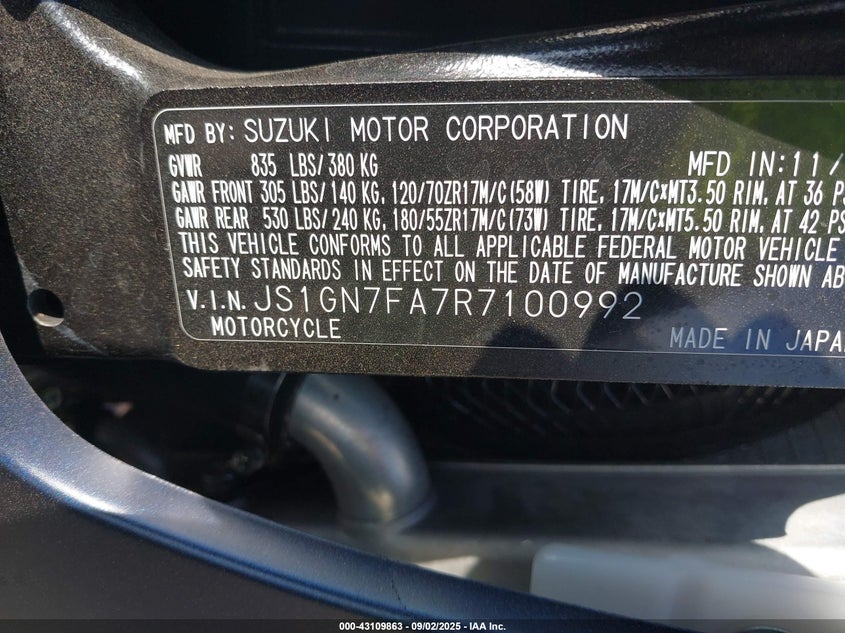 MFD BY: SUZUKI MOTOR CORPORATION
GVWR 835 LBS/380 KG MFD IN:11/
GAWR FRONT 305 LBS/140 KG, 120/70ZR17M/C(58W) TIRE, 17M/C×MT3.50 RIM, AT 36 PS
GAWR REAR 530 LBS/240 KG, 180/55ZR17M/C(73W) TIRE, 17M/C×MT5.50 RIM, AT 42 PS
THIS VEHICLE CONFORMS TO ALL APPLICABLE FEDERAL MOTOR VEHICLE
SAFETY STANDARDS IN EFFECT ON THE DATE OF MANUFACTURE SHOWN AB
V.I.N. JS1GN7FA7R7100992
MOTORCYCLE MADE IN JAPA
000-43109863 - 09/02/2025 - IAA Inc.